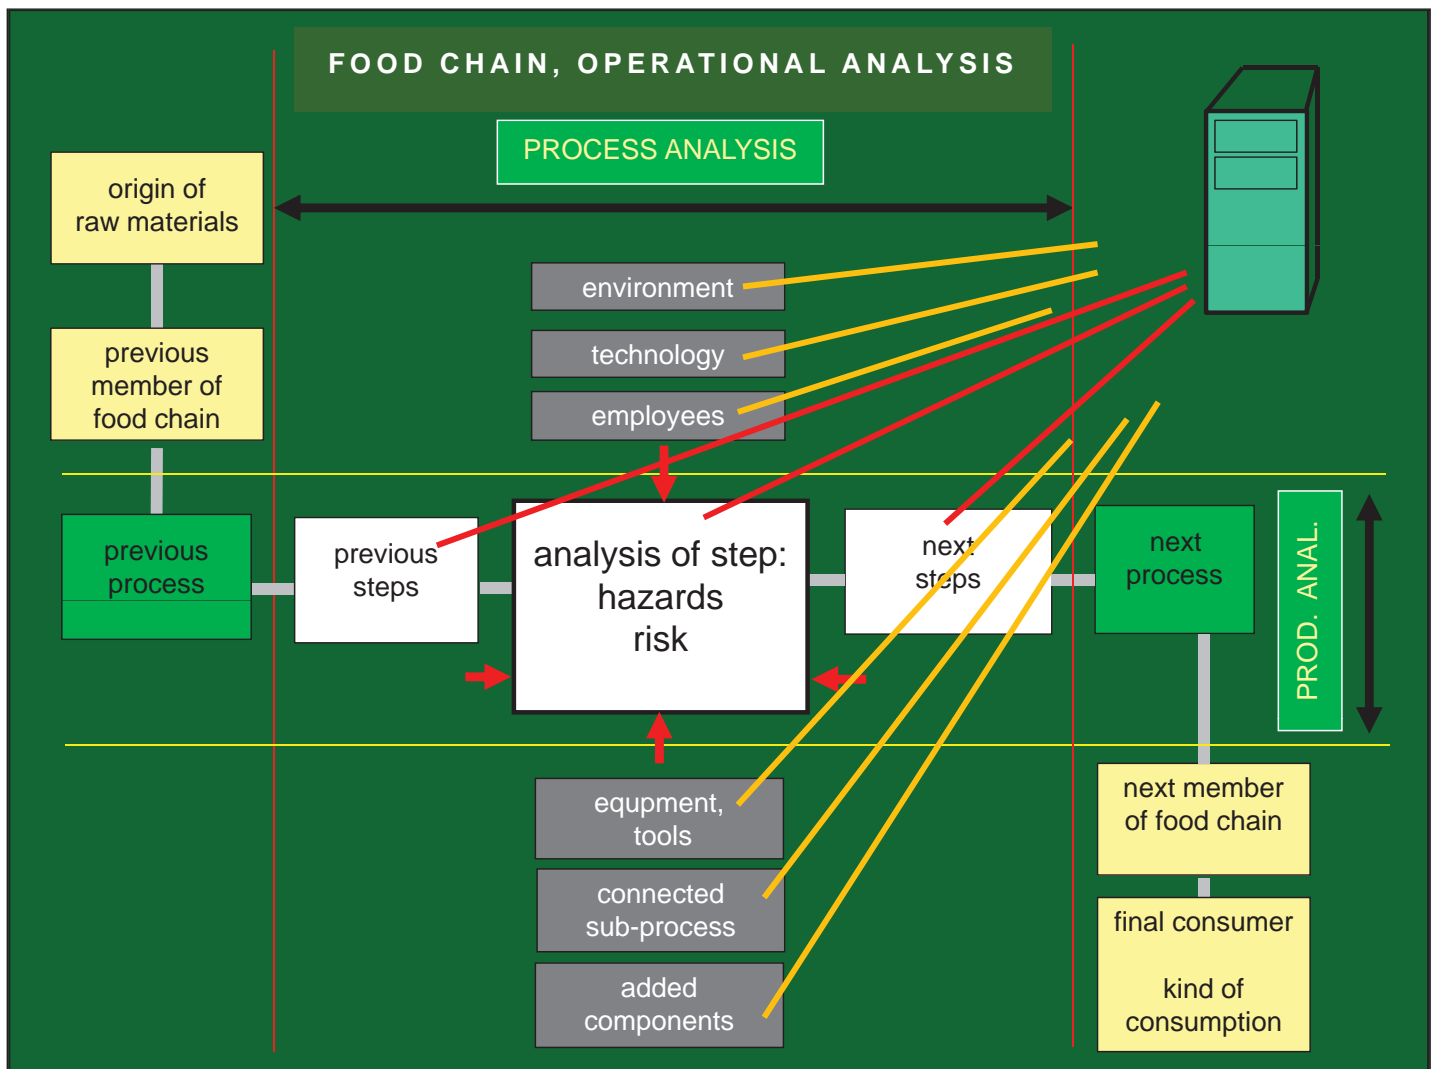 FOOD CHAIN, OPERATIONAL ANALYSIS
PROCESS ANALYSIS
origin of
raw materials
previous
member of
food chain
environment
technology
employees
previous
process
previous
steps
analysis of step:
hazards
risk
next
steps
next
process
PROD. ANAL.
equpment,
tools
connected
sub-process
added
components
next member
of food chain
final consumer
kind of
consumption